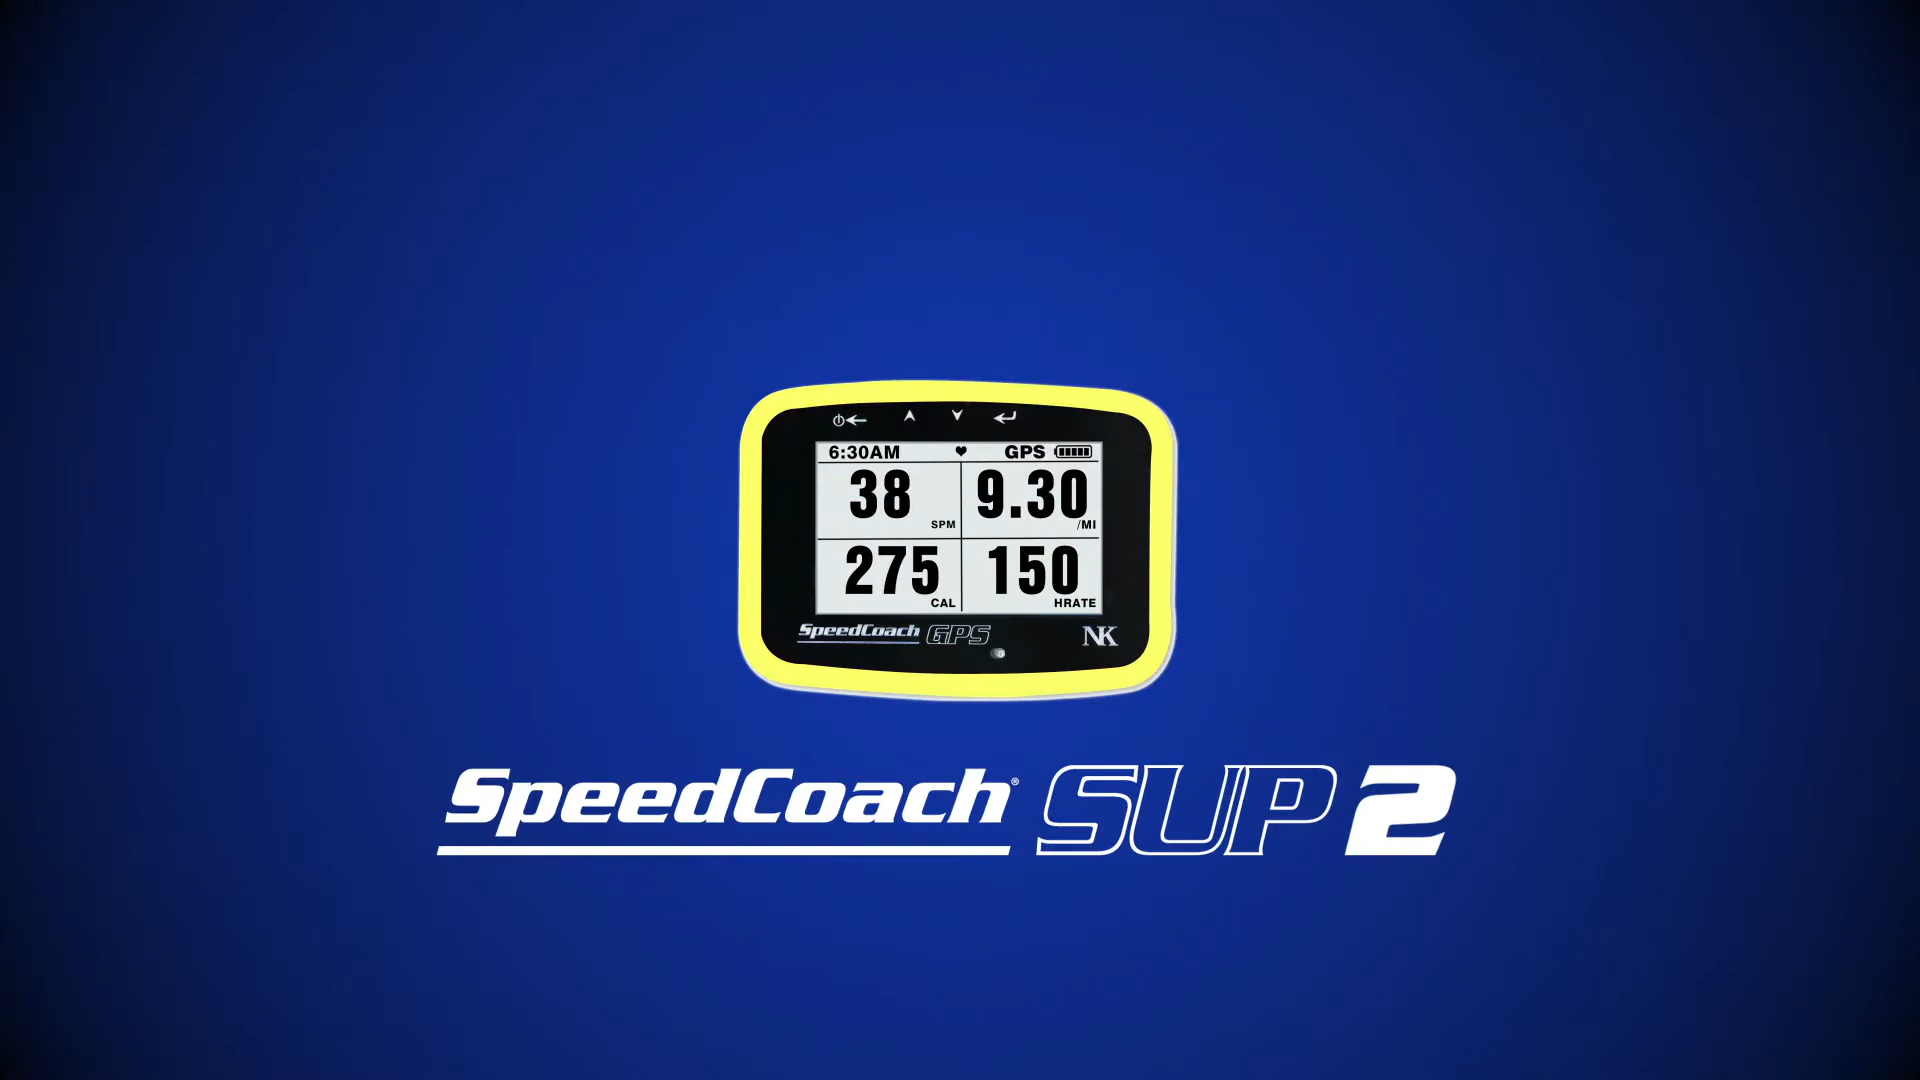 6:30AM GPS
38 SPM 9.30 /MI
275 CAL 150 HRATE
SpeedCoach GPS NK
SpeedCoach® SUP 2